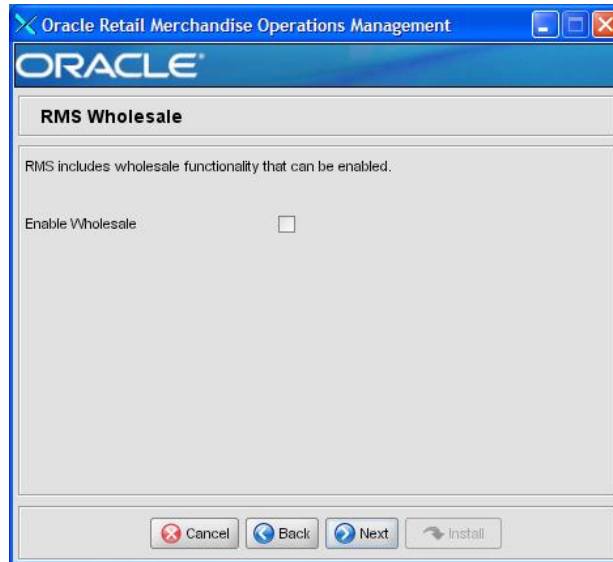 Oracle Retail Merchandise Operations Management
ORACLE®
RMS Wholesale
RMS includes wholesale functionality that can be enabled.
Enable Wholesale
Cancel Back Next Install